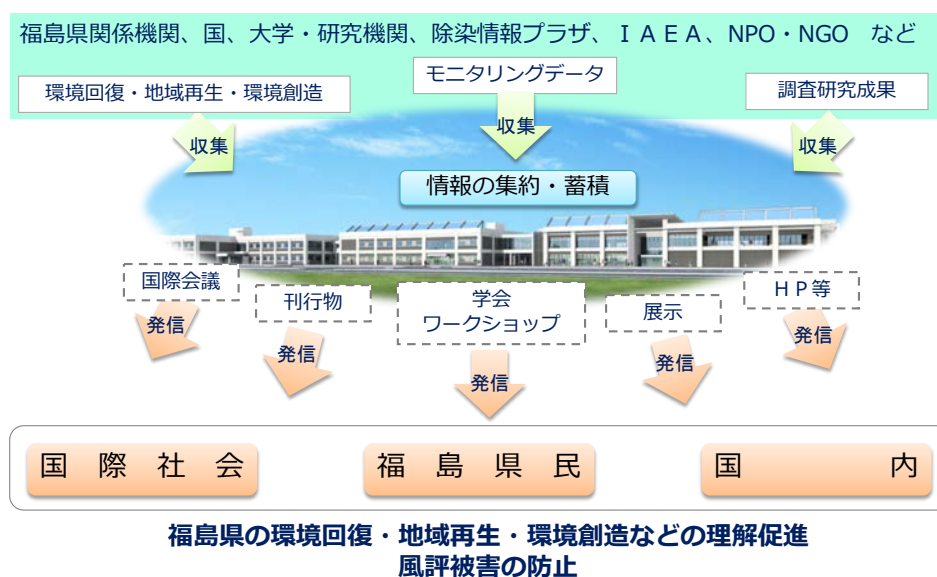 福島県関係機関、国、大学・研究機関、除染情報プラザ、ＩＡＥＡ、NPO・NGO　など
環境回復・地域再生・環境創造
モニタリングデータ
調査研究成果
収集
収集
収集
情報の集約・蓄積
国際会議
刊行物
学会
ワークショップ
展示
ＨＰ等
発信
発信
発信
発信
発信
国　際　社　会
福　島　県　民
国　　　　　内
福島県の環境回復・地域再生・環境創造などの理解促進
風評被害の防止